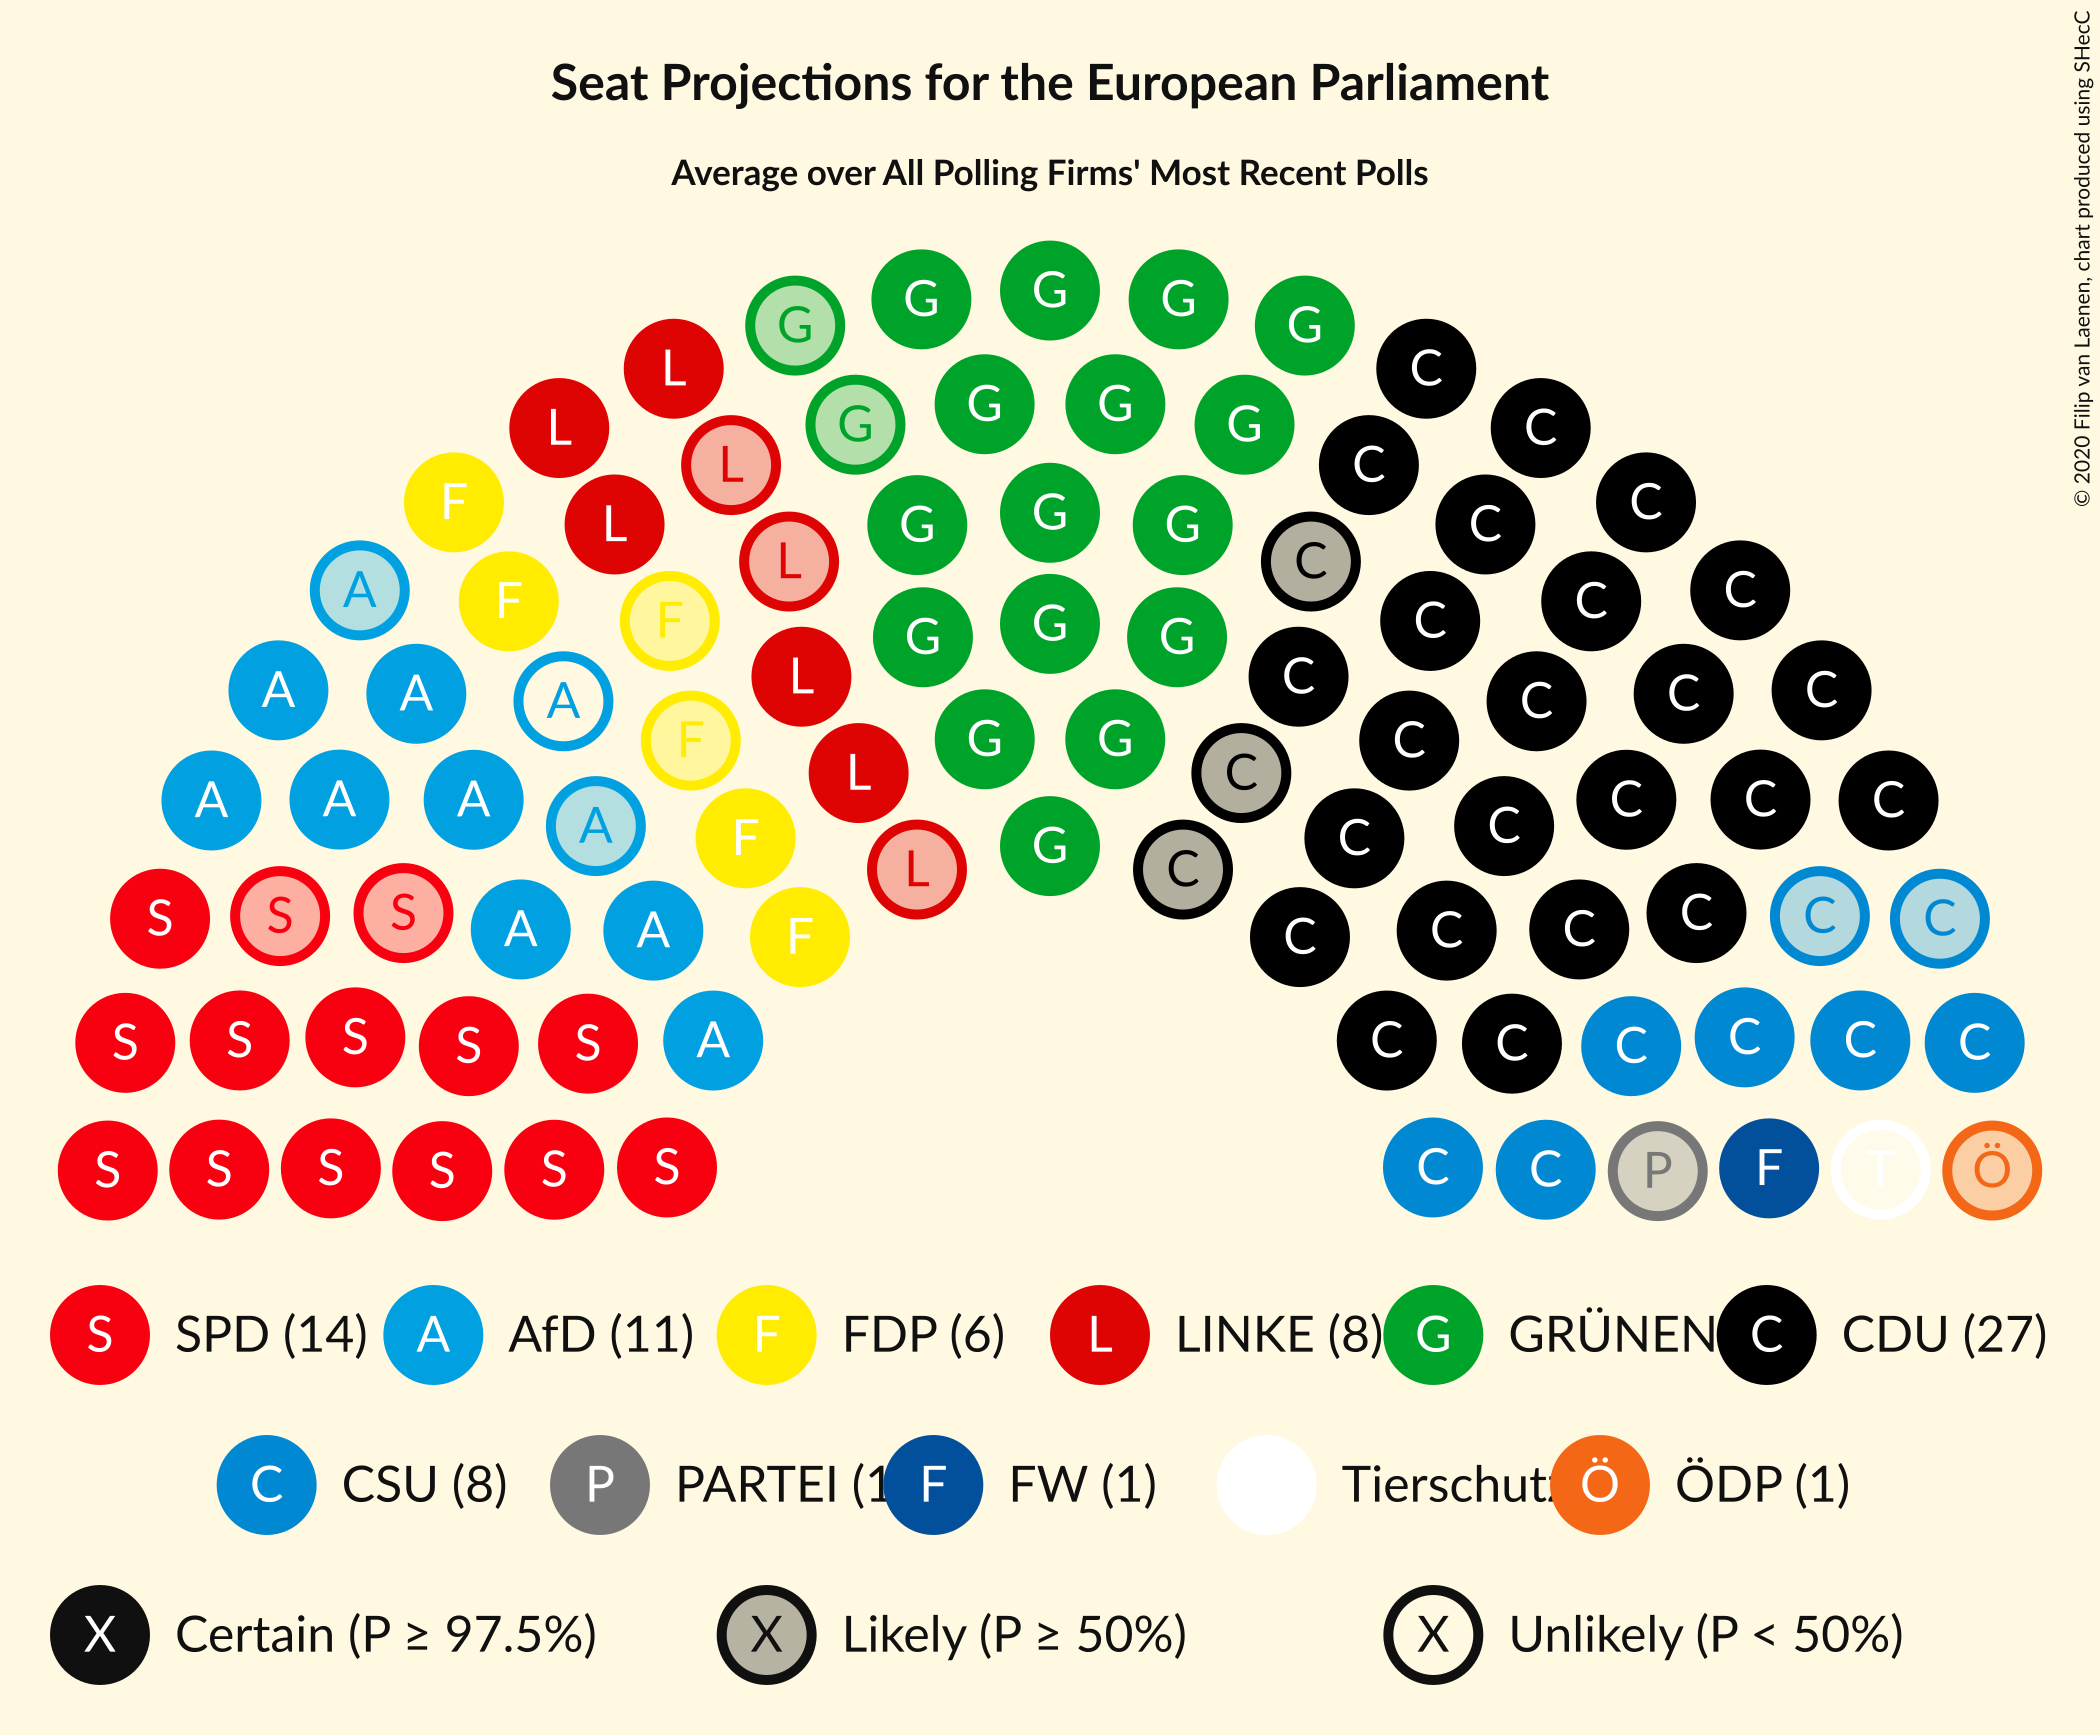 Seat Projections for the European Parliament
Average over All Polling Firms' Most Recent Polls
© 2020 Filip van Laenen, chart produced using SHecC
G G G G G
L C
G G G G
L C
L C
F L G G G C C
L C
A F F G G G C C C
A A A F L G G C C C C
A A A A F L C C C C C C
S S S A A F L G C C C C C C C
S S S S S A C C C C C C
S S S S S S C C P F T Ö
S SPD (14) A AfD (11) F FDP (6) L LINKE (8) G GRÜNEN C CDU (27)
C CSU (8) P PARTEI (1 F FW (1) Tierschutz Ö ÖDP (1)
X Certain (P ≥ 97.5%) X Likely (P ≥ 50%) X Unlikely (P < 50%)